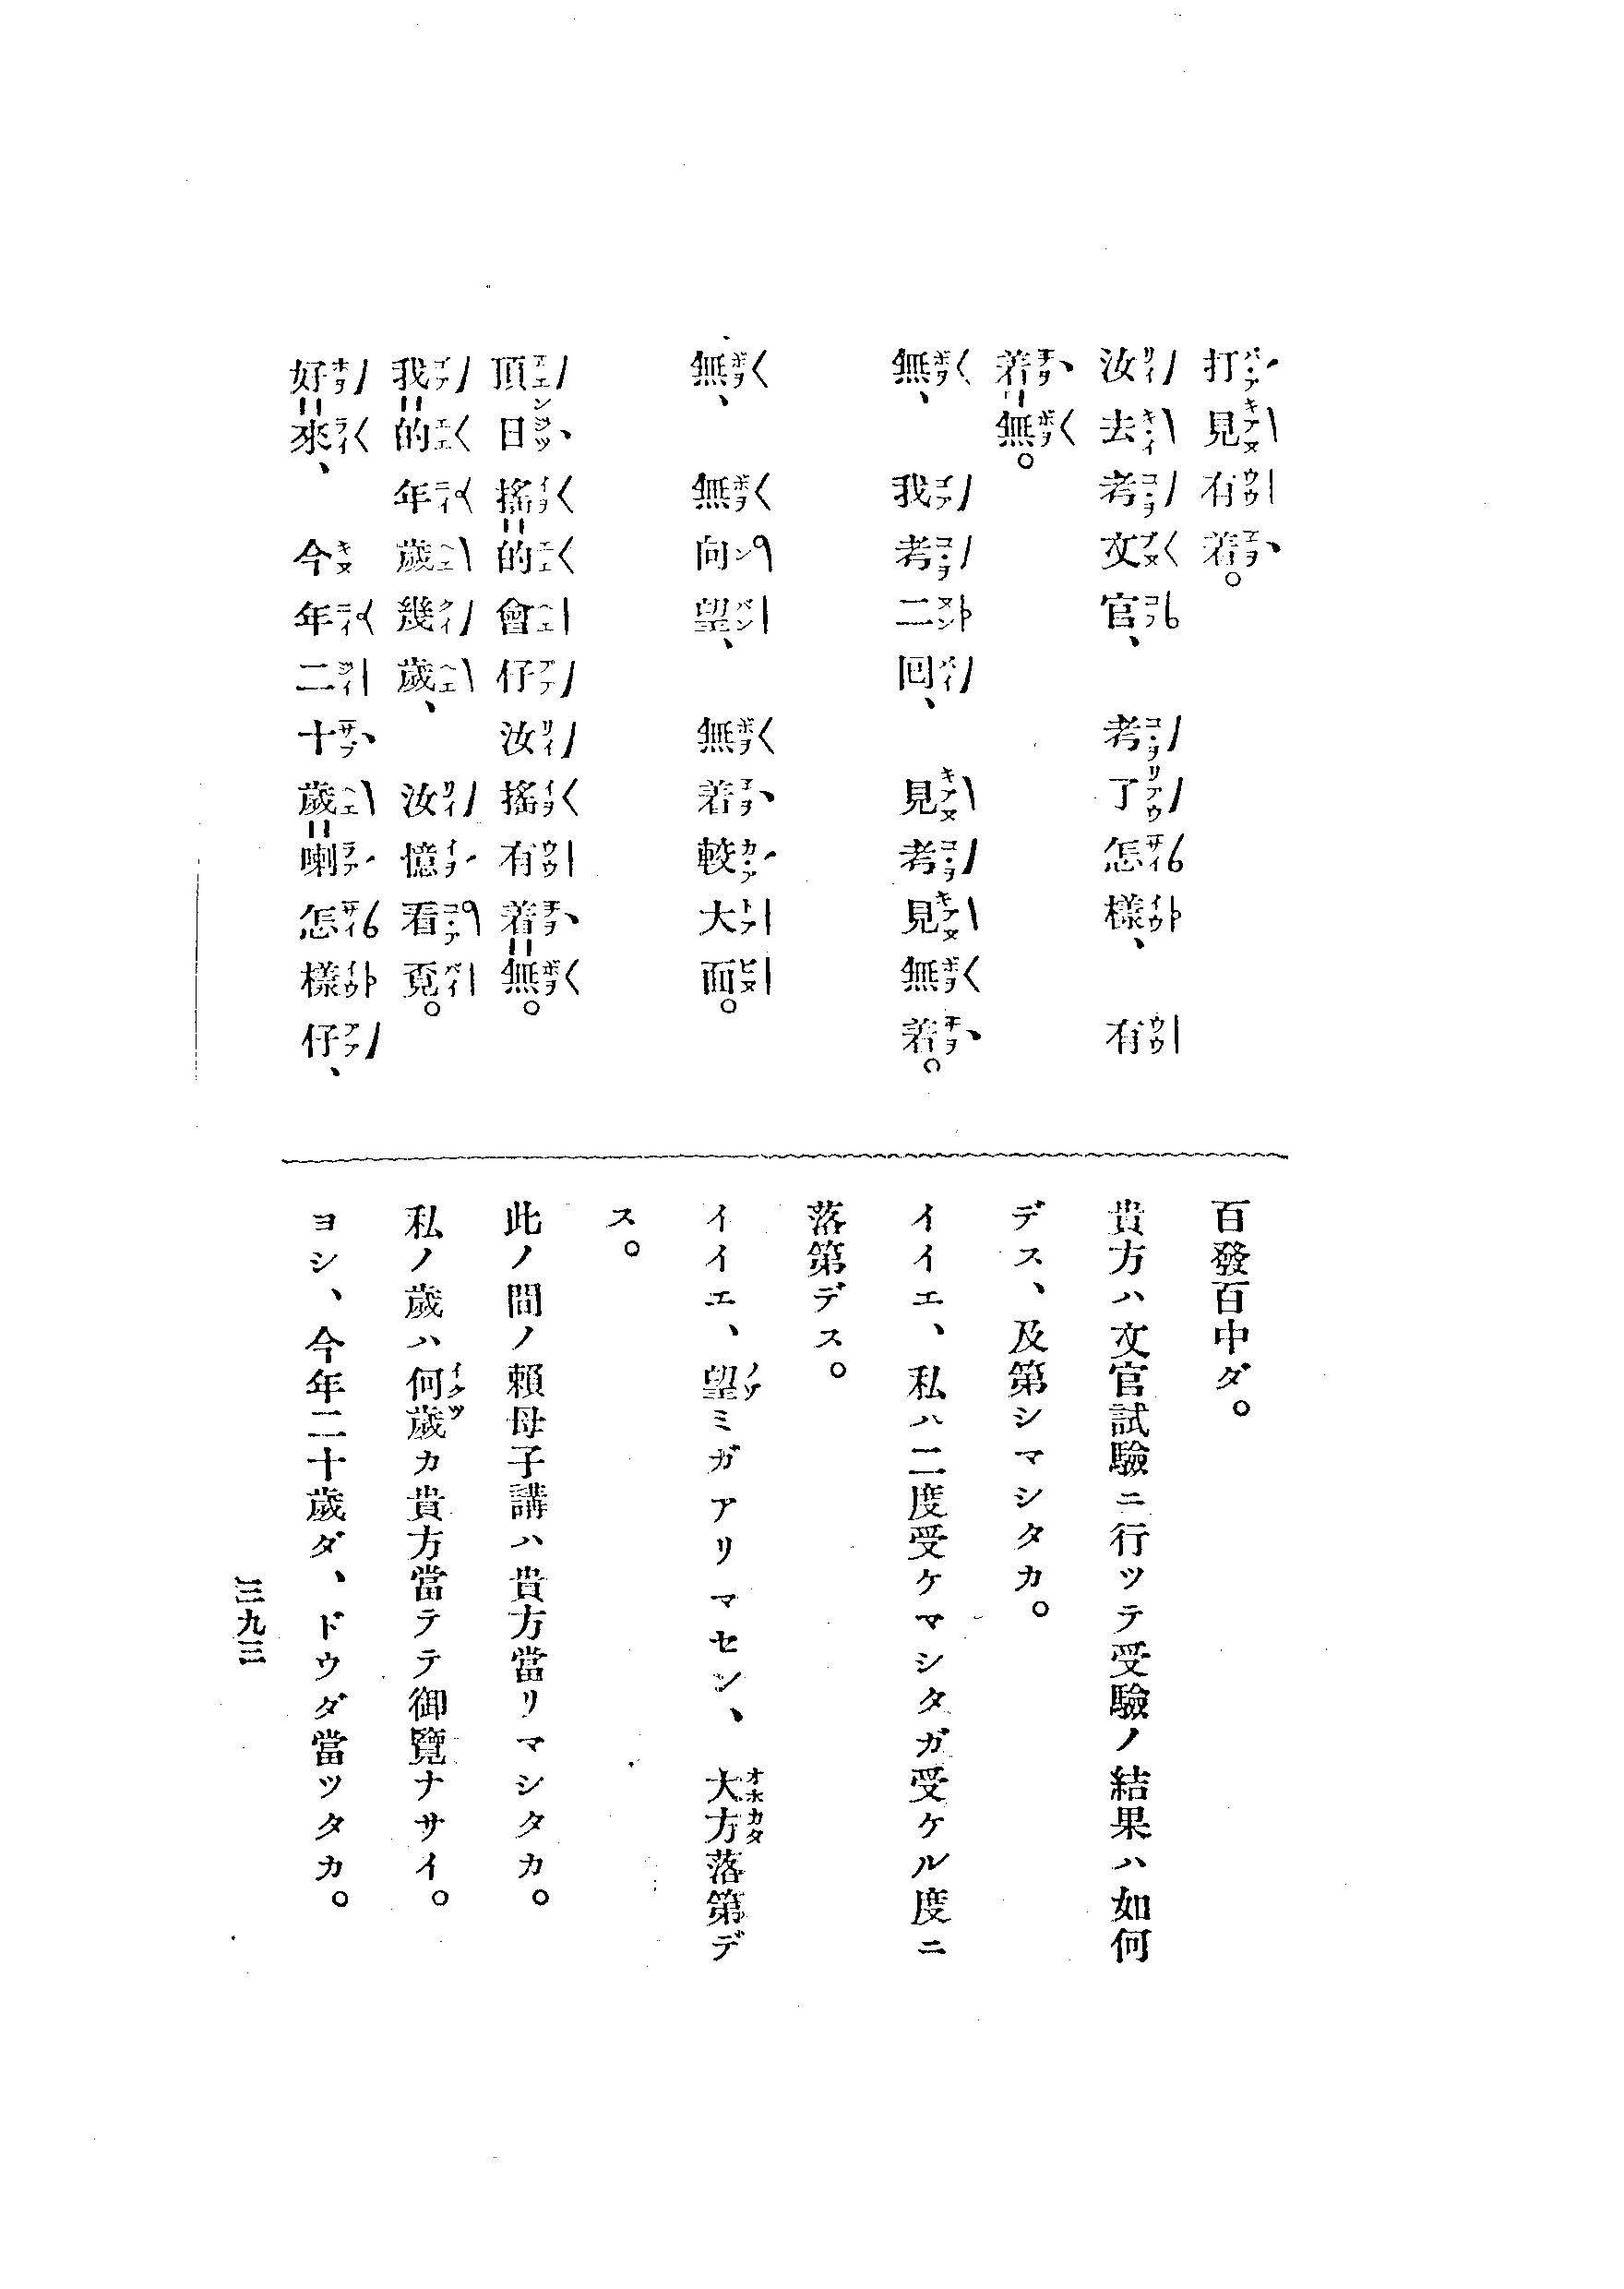 打見有着。
汝去考文官、考了怎樣、有
着=無。
無、我考二回、見考見無着。
無、無向望、無着較大面。
頂日搖=的會仔汝搖有着=無。
我=的年歲幾歲、汝憶看覔。
好=來、今年二十歲=喇怎樣仔、
百發百中ダ。
貴方ハ文官試驗ニ行ツテ受驗ノ結果ハ如何
デス、及第シマシタカ。
イイエ、私ハ二度受ケマシタガ受ケル度ニ
落第デス。
イイエ、望ミガアリマセン、大方落第デ
ス。
此ノ間ノ賴母子講ハ貴方當リマシタカ。
私ノ歲ハ何歲カ貴方當テテ御覽ナサイ。
ヨシ、今年二十歲ダ、ドウダ當ツタカ。
三九三